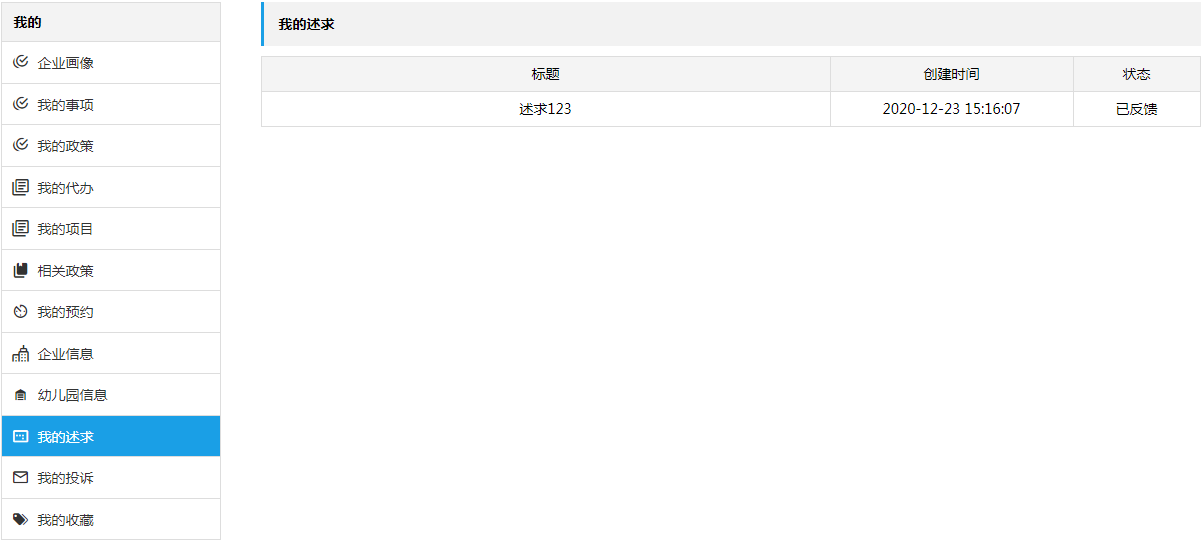 我的
企业画像
我的事项
我的政策
我的代办
我的项目
相关政策
我的预约
企业信息
幼儿园信息
我的述求
我的投诉
我的收藏
我的述求
标题 创建时间 状态
述求123 2020-12-23 15:16:07 已反馈